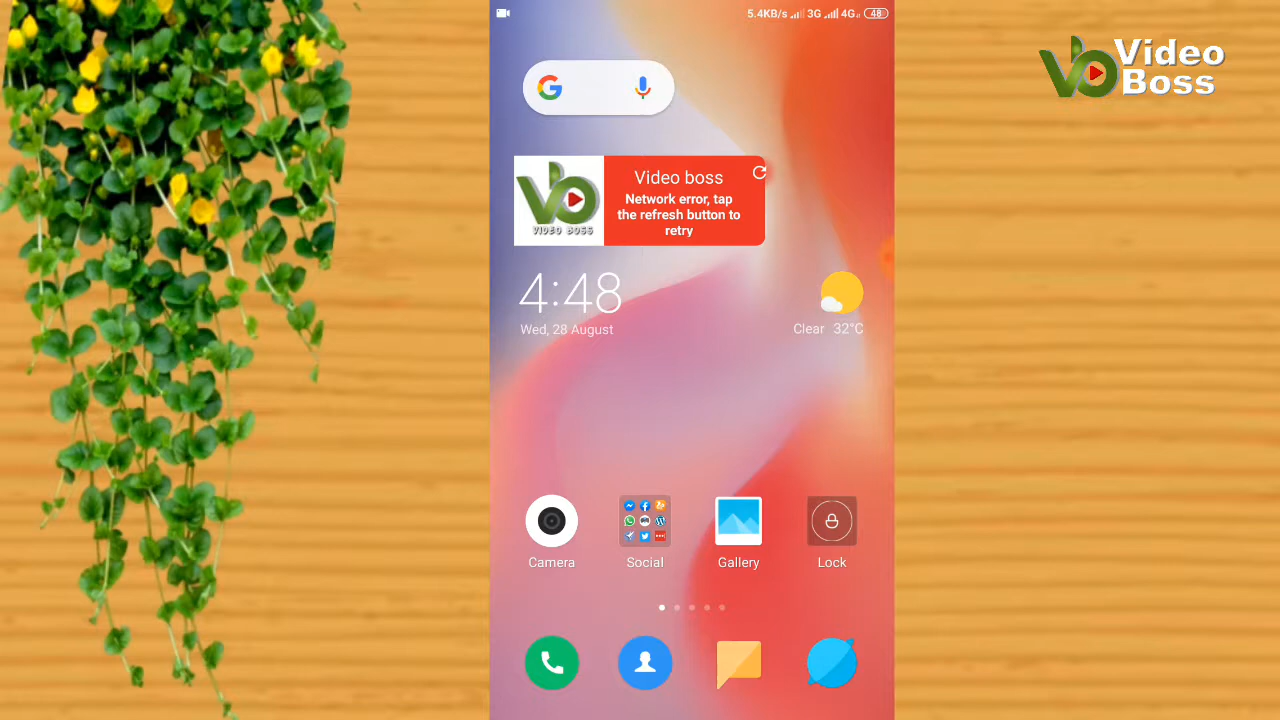 5.4KB/s 3G 4G 48
Video
Boss
Video boss
Network error, tap
the refresh button to
retry
VIDEO BOSS
4:48
Wed, 28 August
Clear 32°C
Camera
Social
Gallery
Lock